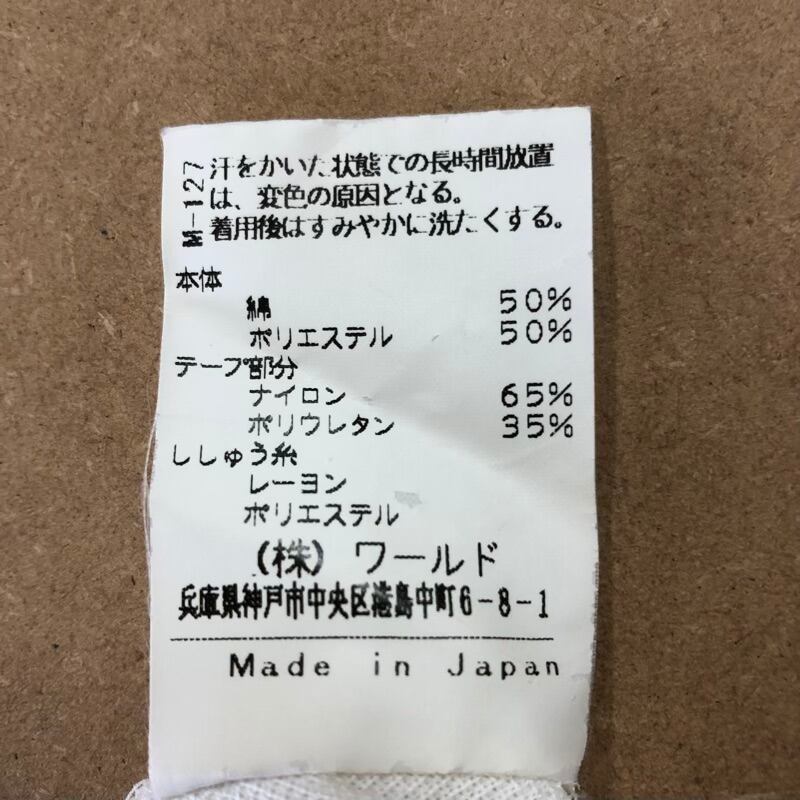 M-127
汗をかいた状態での長時間放置
は、変色の原因となる。
着用後はすみやかに洗たくする。
本体
綿 50%
ポリエステル 50%
テープ部分
ナイロン 65%
ポリウレタン 35%
ししゅう糸
レーヨン
ポリエステル
(株) ワールド
兵庫県神戸市中央区港島中町6-8-1
Made in Japan